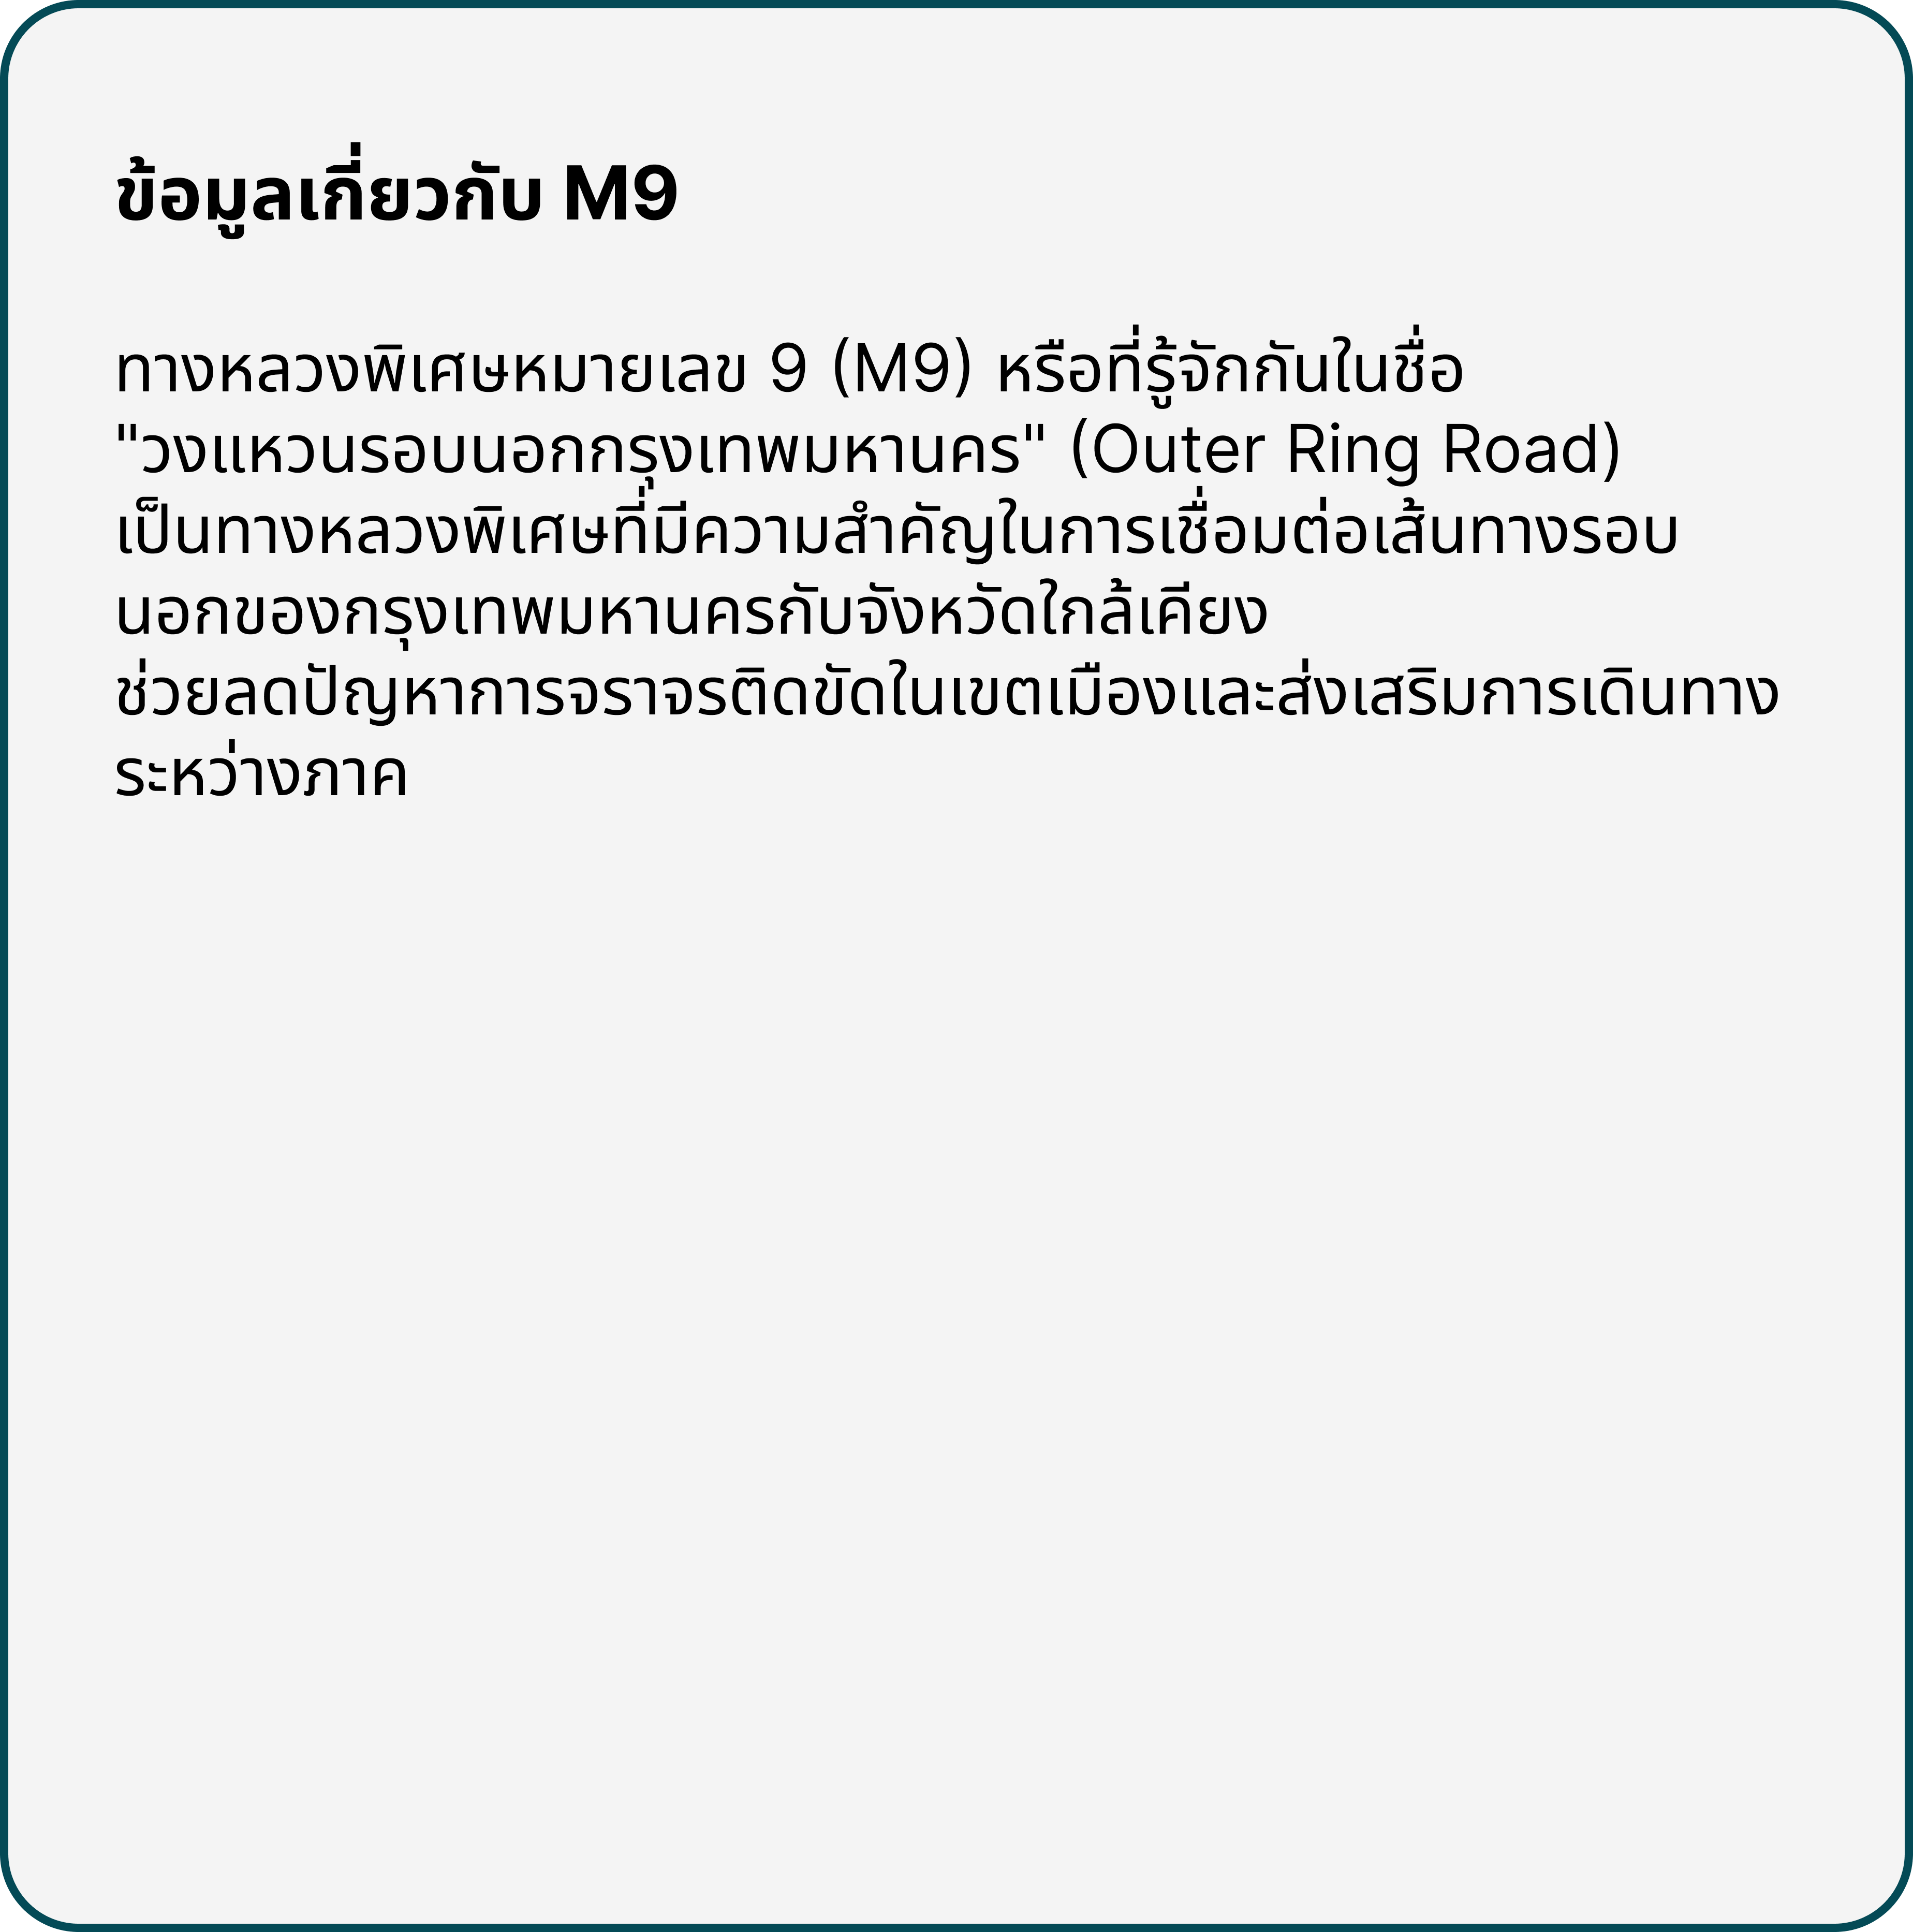 ข้อมูลเกี่ยวกับ M9
ทางหลวงพิเศษหมายเลข 9 (M9) หรือที่รู้จักกันในชื่อ
"วงแหวนรอบนอกกรุงเทพมหานคร" (Outer Ring Road)
เป็นทางหลวงพิเศษที่มีความสำคัญในการเชื่อมต่อเส้นทางรอบ
นอกของกรุงเทพมหานครกับจังหวัดใกล้เคียง
ช่วยลดปัญหาการจราจรติดขัดในเขตเมืองและส่งเสริมการเดินทาง
ระหว่างภาค